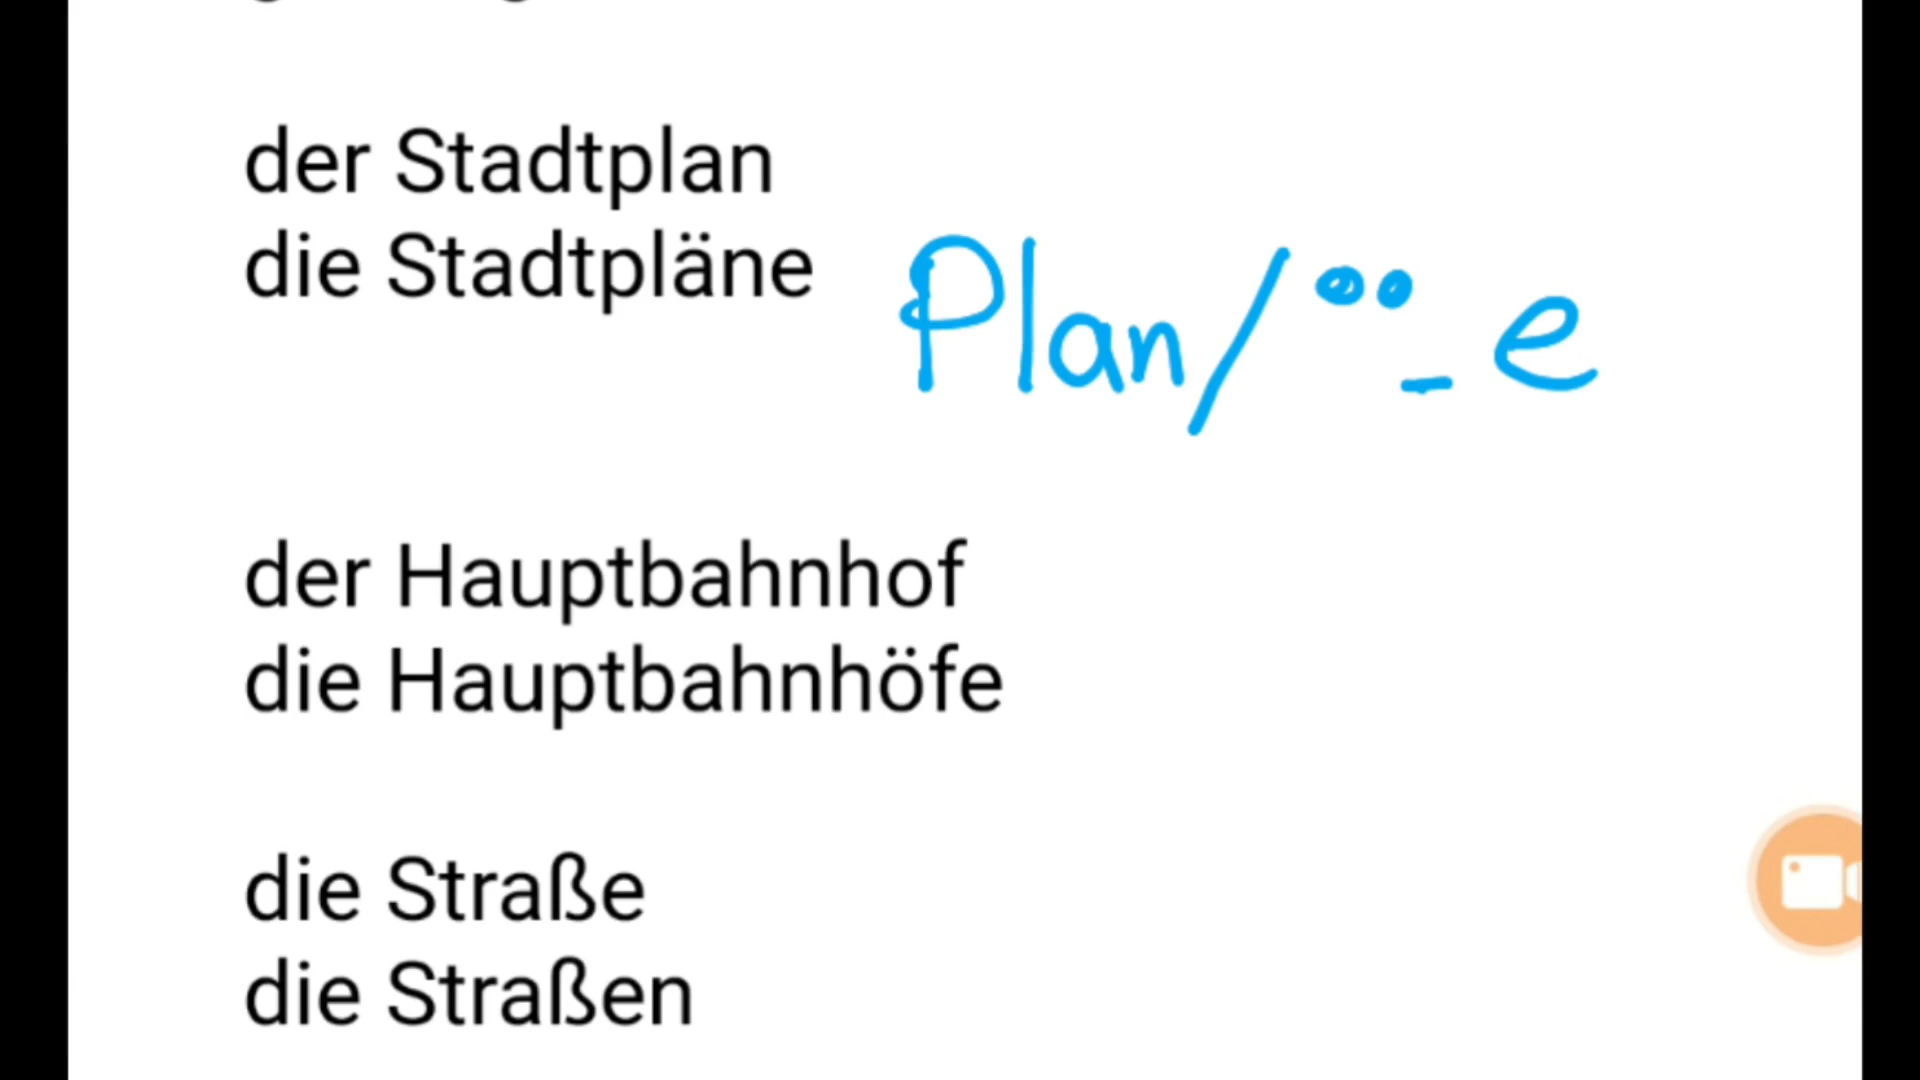 der Stadtplan
die Stadtpläne
Plan/ ¨-e
der Hauptbahnhof
die Hauptbahnhöfe
die Straße
die Straßen